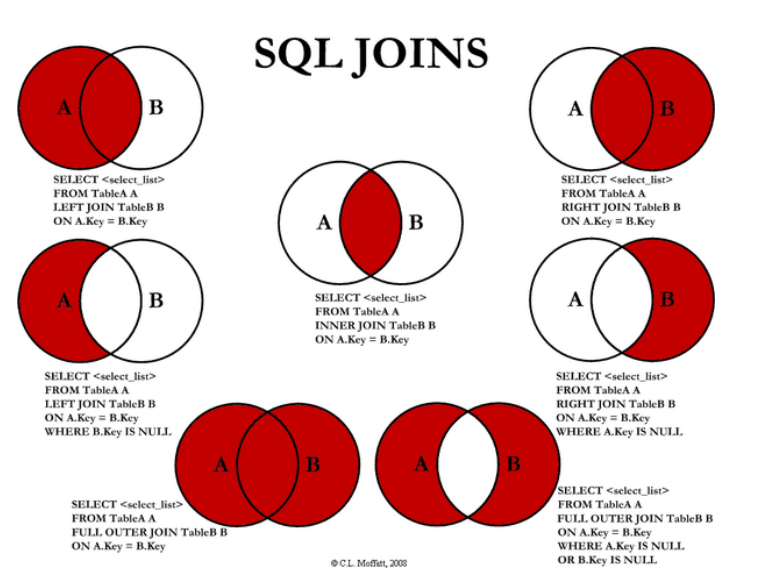 SQL JOINS
A B
SELECT <select_list>
FROM TableA A
LEFT JOIN TableB B
ON A.Key = B.Key
A B
SELECT <select_list>
FROM TableA A
RIGHT JOIN TableB B
ON A.Key = B.Key
A B
SELECT <select_list>
FROM TableA A
INNER JOIN TableB B
ON A.Key = B.Key
A B
SELECT <select_list>
FROM TableA A
LEFT JOIN TableB B
ON A.Key = B.Key
WHERE B.Key IS NULL
A B
SELECT <select_list>
FROM TableA A
RIGHT JOIN TableB B
ON A.Key = B.Key
WHERE A.Key IS NULL
A B
SELECT <select_list>
FROM TableA A
FULL OUTER JOIN TableB B
ON A.Key = B.Key
A B
SELECT <select_list>
FROM TableA A
FULL OUTER JOIN TableB B
ON A.Key = B.Key
WHERE A.Key IS NULL
OR B.Key IS NULL
© C.L. Moffatt, 2008